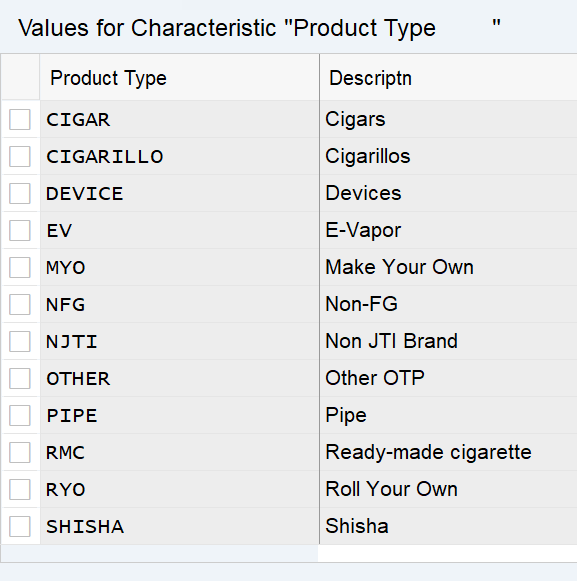 Values for Characteristic "Product Type "
Product Type Descriptn
CIGAR Cigars
CIGARILLO Cigarillos
DEVICE Devices
EV E-Vapor
MYO Make Your Own
NFG Non-FG
NJTI Non JTI Brand
OTHER Other OTP
PIPE Pipe
RMC Ready-made cigarette
RYO Roll Your Own
SHISHA Shisha